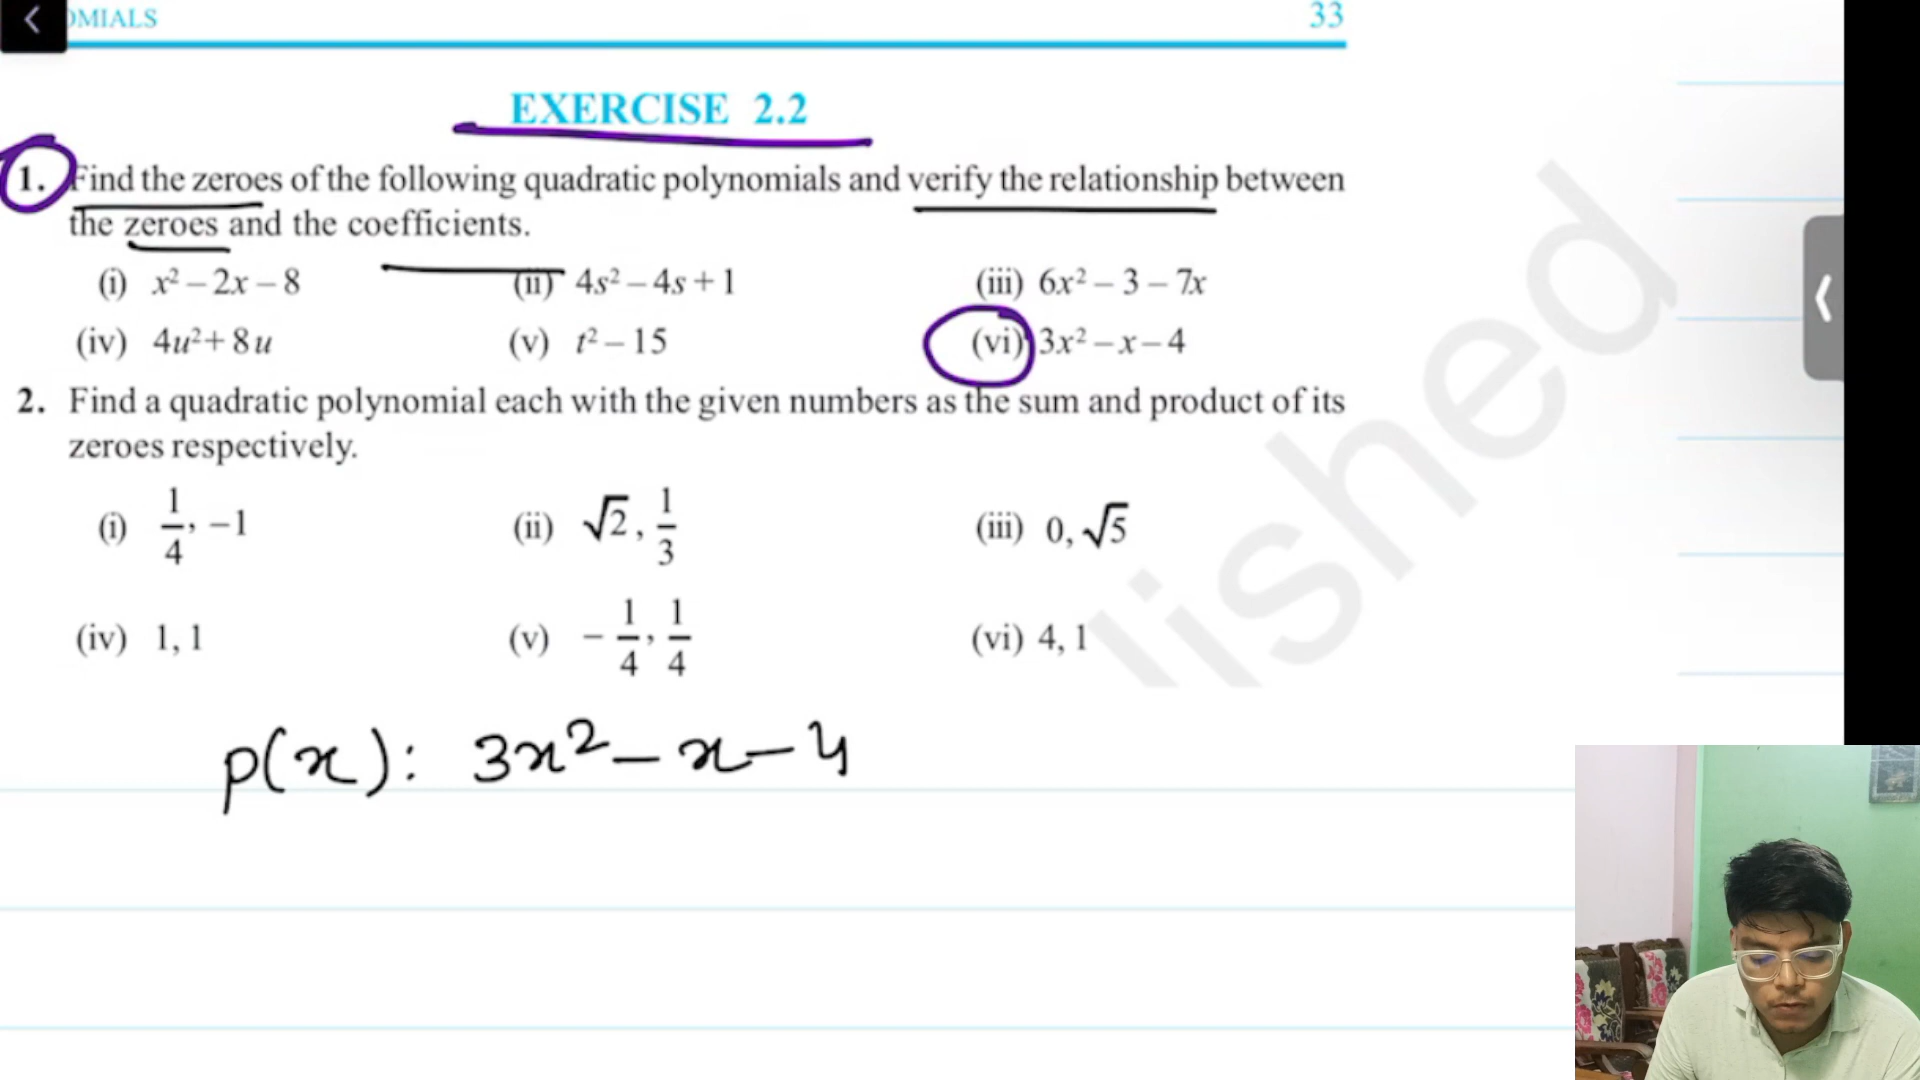 OMIALS 33
EXERCISE 2.2
1. Find the zeroes of the following quadratic polynomials and verify the relationship between
the zeroes and the coefficients.
(i) x² – 2x – 8 (ii) 4s² – 4s + 1 (iii) 6x² – 3 – 7x
(iv) 4u² + 8u (v) t² – 15 (vi) 3x² – x – 4
2. Find a quadratic polynomial each with the given numbers as the sum and product of its
zeroes respectively.
(i) 1/4, –1 (ii) √2, 1/3 (iii) 0, √5
(iv) 1, 1 (v) –1/4, 1/4 (vi) 4, 1
p(x): 3x² – x – 4
lished